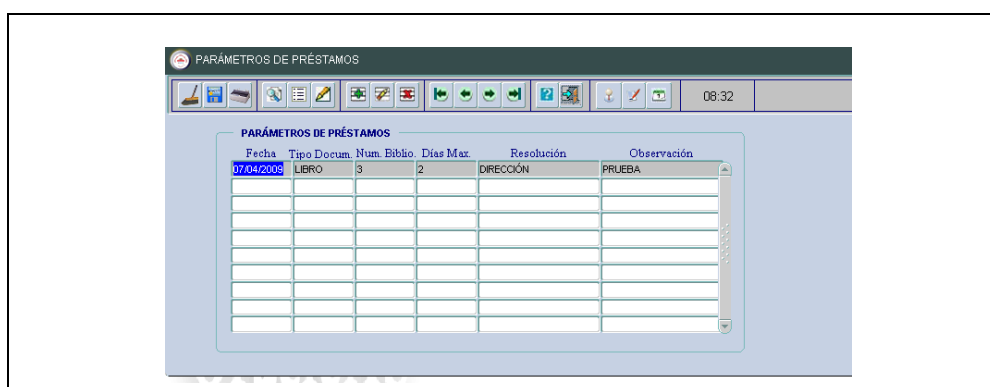 PARÁMETROS DE PRÉSTAMOS
08:32
PARÁMETROS DE PRÉSTAMOS
Fecha Tipo Docum. Num. Biblio. Días Max. Resolución Observación
07/04/2009 LIBRO 3 2 DIRECCIÓN PRUEBA